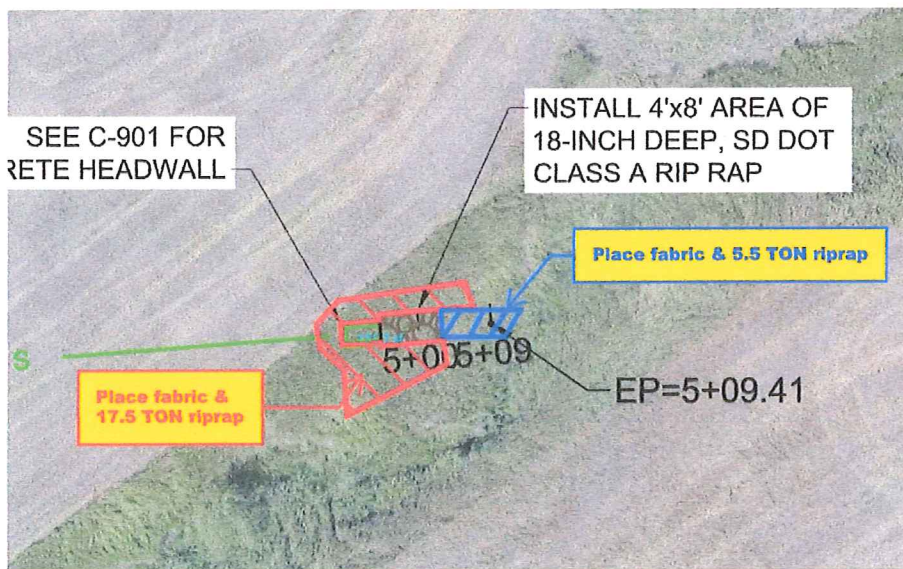 SEE C-901 FOR
RETE HEADWALL
INSTALL 4'x8' AREA OF
18-INCH DEEP, SD DOT
CLASS A RIP RAP
Place fabric & 5.5 TON riprap
S
5+09
EP=5+09.41
Place fabric &
17.5 TON riprap